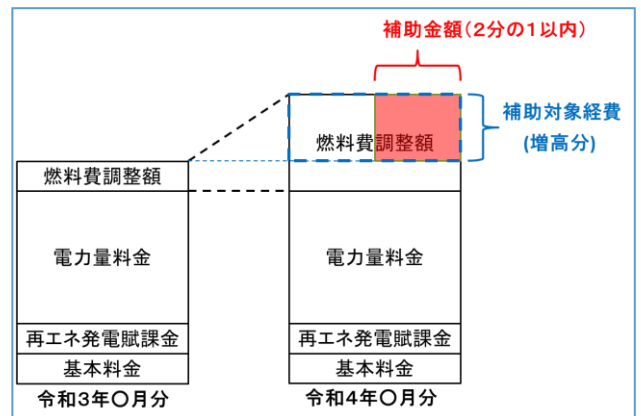 補助金額(2分の1以内)
補助対象経費
(増高分)
燃料費調整額
燃料費調整額
電力量料金
電力量料金
再エネ発電賦課金
再エネ発電賦課金
基本料金
基本料金
令和3年〇月分
令和4年〇月分